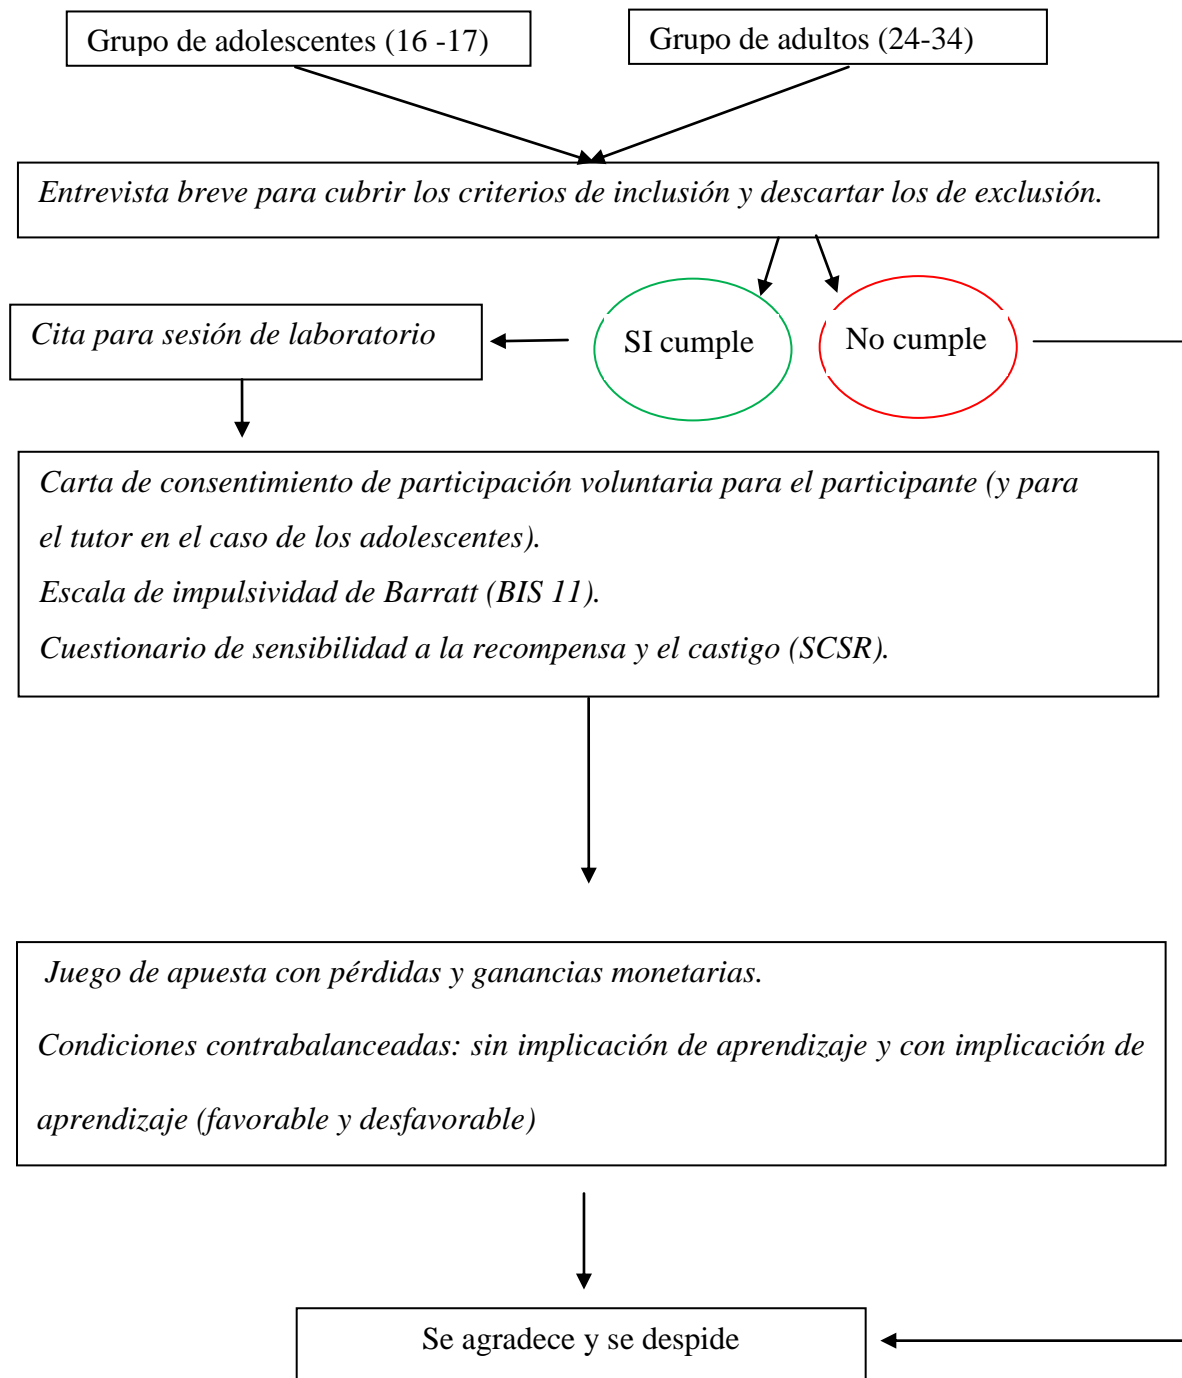 Grupo de adolescentes (16 -17)
Grupo de adultos (24-34)
Entrevista breve para cubrir los criterios de inclusión y descartar los de exclusión.
Cita para sesión de laboratorio
SI cumple
No cumple
Carta de consentimiento de participación voluntaria para el participante (y para
el tutor en el caso de los adolescentes).
Escala de impulsividad de Barratt (BIS 11).
Cuestionario de sensibilidad a la recompensa y el castigo (SCSR).
Juego de apuesta con pérdidas y ganancias monetarias.
Condiciones contrabalanceadas: sin implicación de aprendizaje y con implicación de
aprendizaje (favorable y desfavorable)
Se agradece y se despide